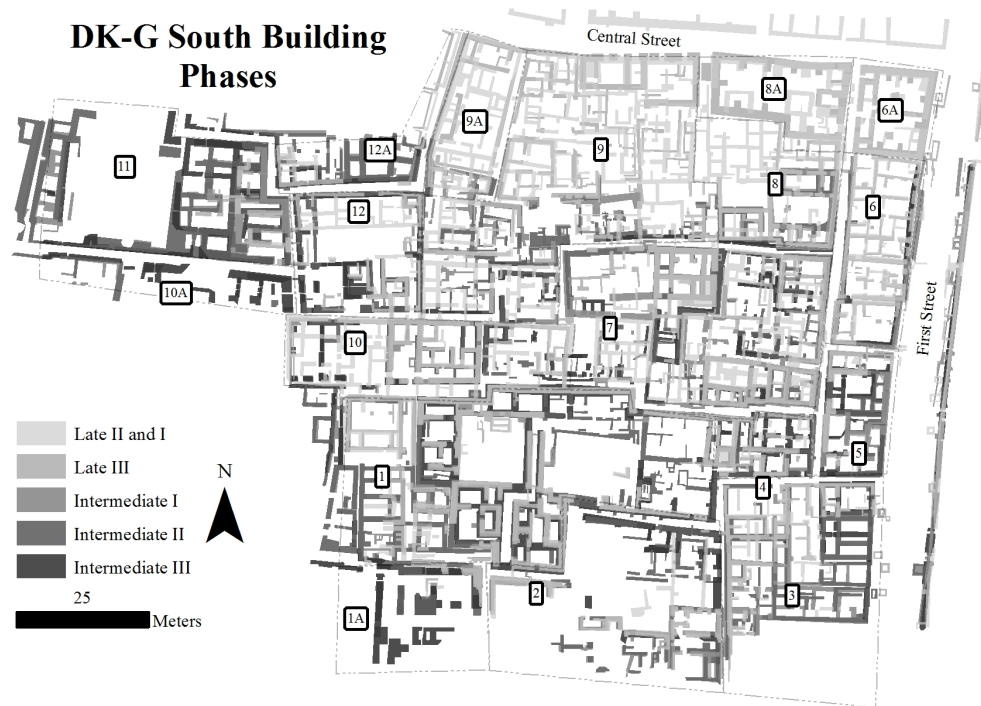 DK-G South Building
Phases
Central Street
8A
6A
9A
12A
9
11
8
12
6
10A
First Street
7
10
Late II and I
Late III
N
5
1
4
Intermediate I
Intermediate II
Intermediate III
2
3
25
1A
Meters